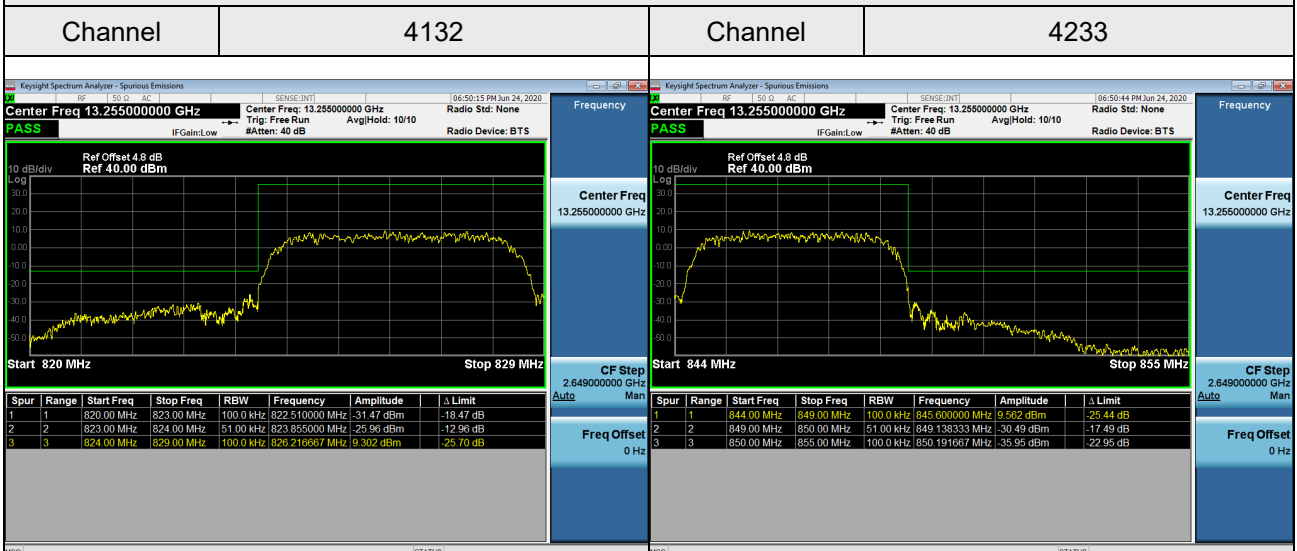 Channel 4132 Channel 4233
Keysight Spectrum Analyzer - Spurious Emissions
RF 50 Ω AC SENSE:INT 06:50:15 PM Jun 24, 2020
Center Freq 13.255000000 GHz Center Freq: 13.255000000 GHz Radio Std: None
Trig: Free Run Avg|Hold: 10/10
PASS IFGain:Low #Atten: 40 dB Radio Device: BTS
Frequency
Ref Offset 4.8 dB
10 dB/div Ref 40.00 dBm
Log
30.0
20.0
10.0
0.00
-10.0
-20.0
-30.0
-40.0
-50.0
Start 820 MHz Stop 829 MHz
Center Freq
13.255000000 GHz
CF Step
2.649000000 GHz
Auto Man
Freq Offset
0 Hz
Spur Range Start Freq Stop Freq RBW Frequency Amplitude Δ Limit
1 1 820.00 MHz 823.00 MHz 100.0 kHz 822.510000 MHz -31.47 dBm -18.47 dB
2 2 823.00 MHz 824.00 MHz 51.00 kHz 823.855000 MHz -25.96 dBm -12.96 dB
3 3 824.00 MHz 829.00 MHz 100.0 kHz 826.216667 MHz 9.302 dBm -25.70 dB
Keysight Spectrum Analyzer - Spurious Emissions
RF 50 Ω AC SENSE:INT 06:50:44 PM Jun 24, 2020
Center Freq 13.255000000 GHz Center Freq: 13.255000000 GHz Radio Std: None
Trig: Free Run Avg|Hold: 10/10
PASS IFGain:Low #Atten: 40 dB Radio Device: BTS
Frequency
Ref Offset 4.8 dB
10 dB/div Ref 40.00 dBm
Log
30.0
20.0
10.0
0.00
-10.0
-20.0
-30.0
-40.0
-50.0
Start 844 MHz Stop 855 MHz
Center Freq
13.255000000 GHz
CF Step
2.649000000 GHz
Auto Man
Freq Offset
0 Hz
Spur Range Start Freq Stop Freq RBW Frequency Amplitude Δ Limit
1 1 844.00 MHz 849.00 MHz 100.0 kHz 845.600000 MHz 9.562 dBm -25.44 dB
2 2 849.00 MHz 850.00 MHz 51.00 kHz 849.138333 MHz -30.49 dBm -17.49 dB
3 3 850.00 MHz 855.00 MHz 100.0 kHz 850.191667 MHz -35.95 dBm -22.95 dB